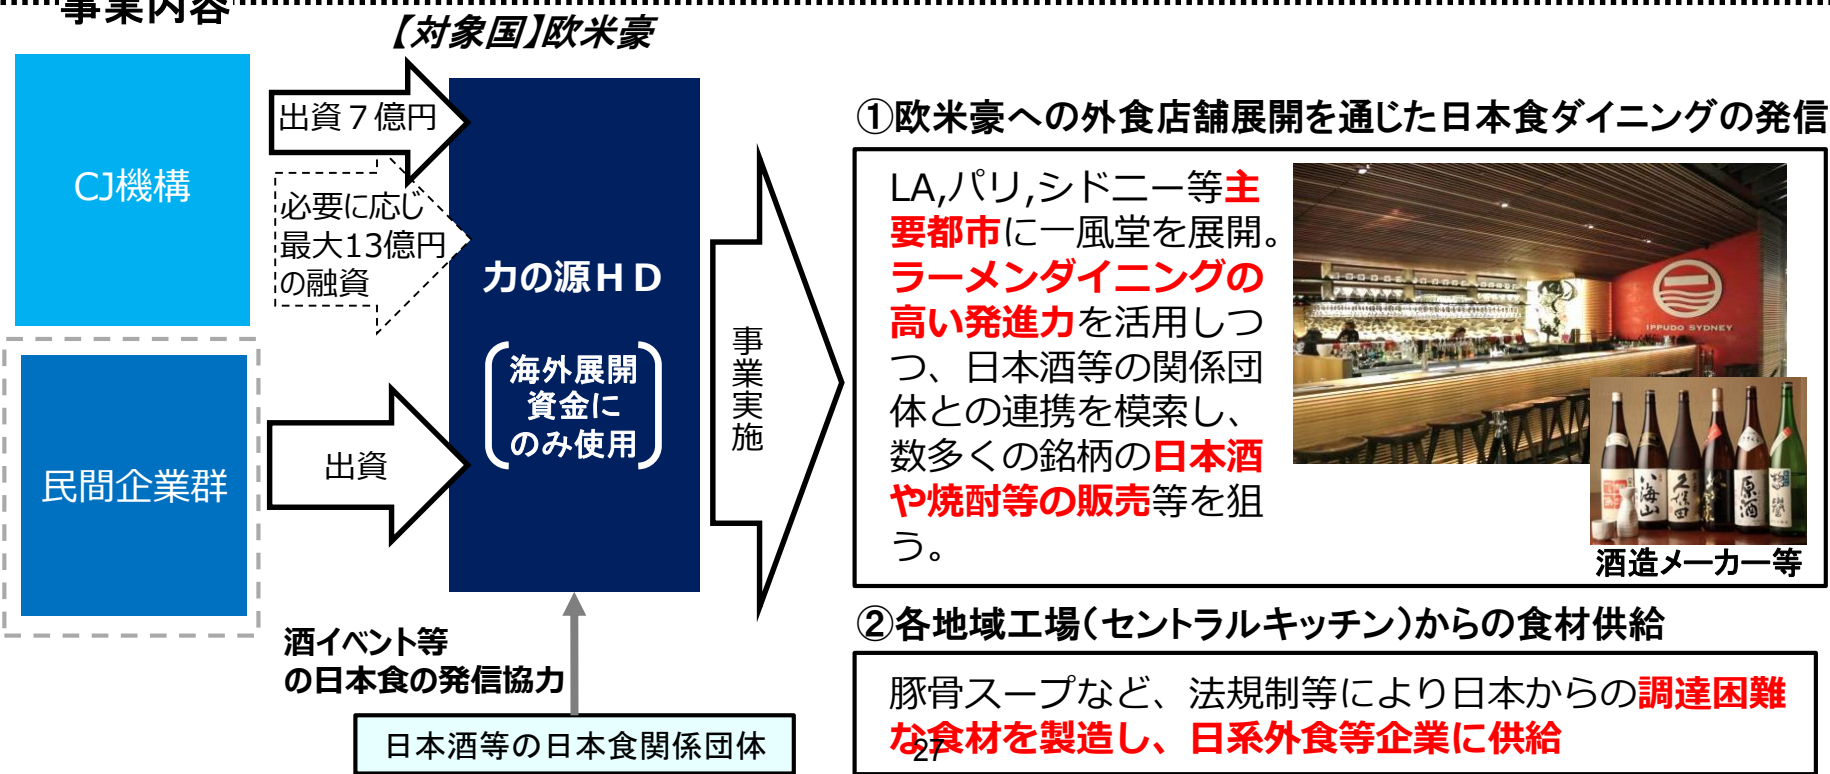 事業内容
【対象国】欧米豪
CJ機構
出資７億円
必要に応じ
最大13億円
の融資
民間企業群
出資
力の源ＨＤ
海外展開
資金に
のみ使用
事業実施
酒イベント等
の日本食の発信協力
日本酒等の日本食関係団体
①欧米豪への外食店舗展開を通じた日本食ダイニングの発信
LA,パリ,シドニー等主
要都市に一風堂を展開。
ラーメンダイニングの
高い発進力を活用しつ
つ、日本酒等の関係団
体との連携を模索し、
数多くの銘柄の日本酒
や焼酎等の販売等を狙
う。
IPPUDO SYDNEY
八海山
久保田
原酒
酒造メーカー等
②各地域工場（セントラルキッチン）からの食材供給
豚骨スープなど、法規制等により日本からの調達困難
な食材を製造し、日系外食等企業に供給
27